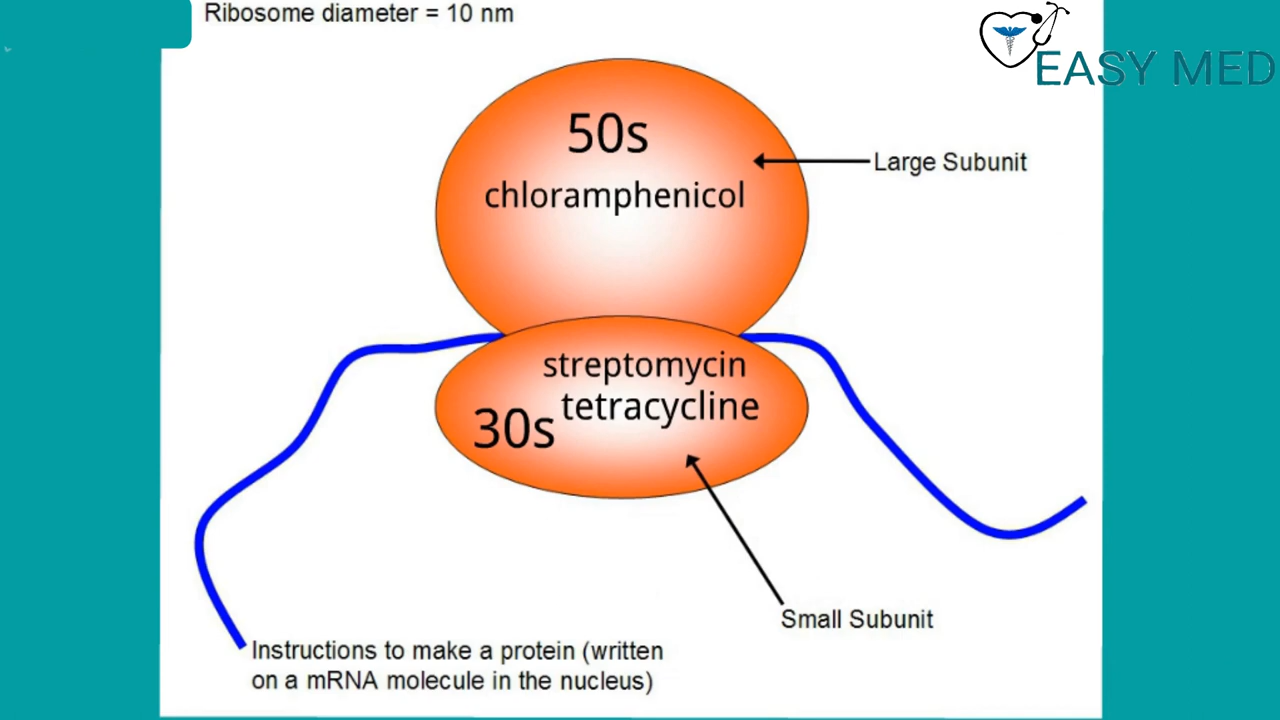 Ribosome diameter = 10 nm
EASY MED
50s
Large Subunit
chloramphenicol
streptomycin
tetracycline
30s
Small Subunit
Instructions to make a protein (written
on a mRNA molecule in the nucleus)